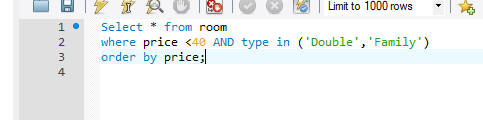 Limit to 1000 rows
1 Select * from room
2 where price <40 AND type in ('Double','Family')
3 order by price;
4